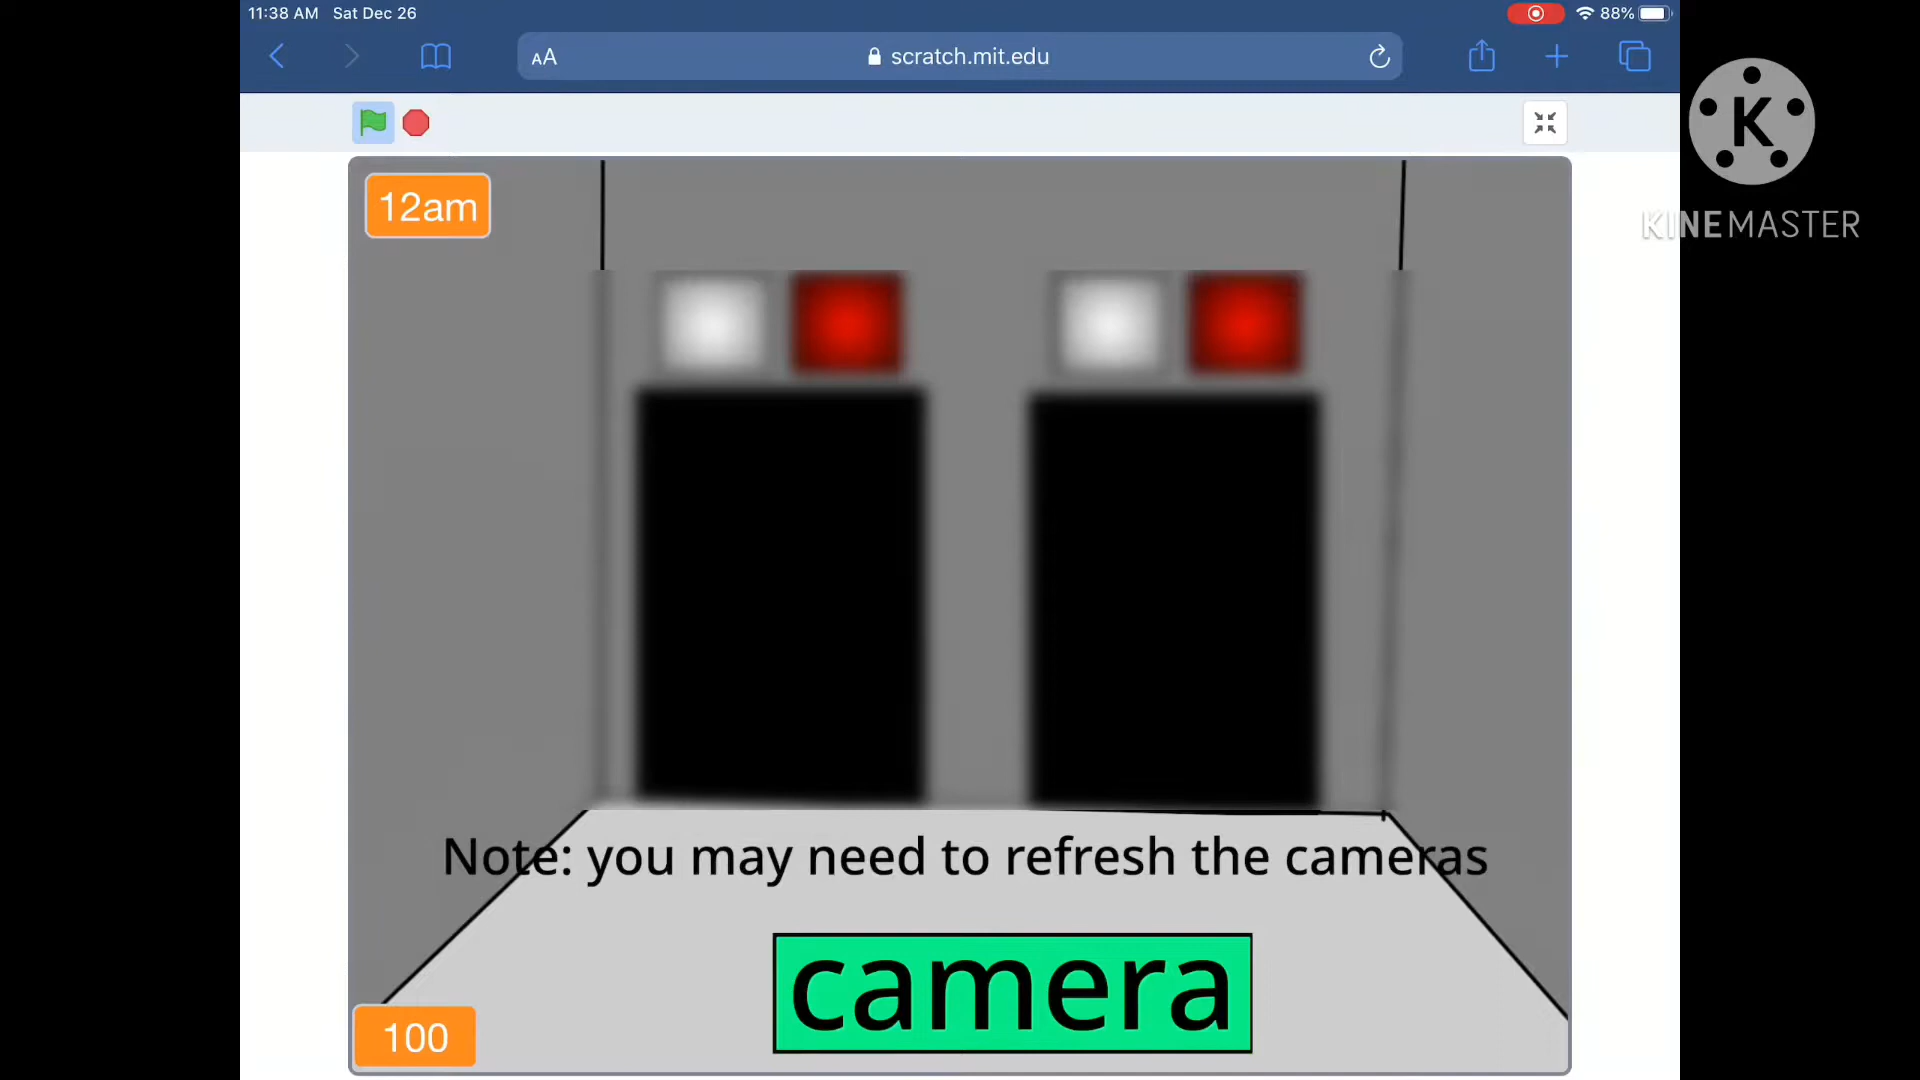 11:38 AM Sat Dec 26
88%
AA
scratch.mit.edu
K
KINEMASTER
12am
Note: you may need to refresh the cameras
camera
100